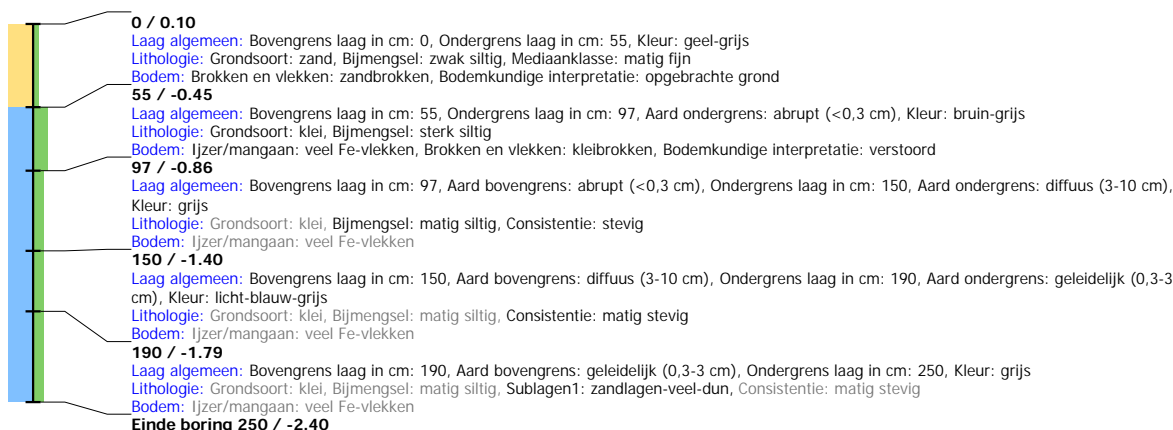 0 / 0.10
Laag algemeen: Bovengrens laag in cm: 0, Ondergrens laag in cm: 55, Kleur: geel-grijs
Lithologie: Grondsoort: zand, Bijmengsel: zwak siltig, Mediaanklasse: matig fijn
Bodem: Brokken en vlekken: zandbrokken, Bodemkundige interpretatie: opgebrachte grond
55 / -0.45
Laag algemeen: Bovengrens laag in cm: 55, Ondergrens laag in cm: 97, Aard ondergrens: abrupt (<0,3 cm), Kleur: bruin-grijs
Lithologie: Grondsoort: klei, Bijmengsel: sterk siltig
Bodem: Ijzer/mangaan: veel Fe-vlekken, Brokken en vlekken: kleibrokken, Bodemkundige interpretatie: verstoord
97 / -0.86
Laag algemeen: Bovengrens laag in cm: 97, Aard bovengrens: abrupt (<0,3 cm), Ondergrens laag in cm: 150, Aard ondergrens: diffuus (3-10 cm),
Kleur: grijs
Lithologie: Grondsoort: klei, Bijmengsel: matig siltig, Consistentie: stevig
Bodem: Ijzer/mangaan: veel Fe-vlekken
150 / -1.40
Laag algemeen: Bovengrens laag in cm: 150, Aard bovengrens: diffuus (3-10 cm), Ondergrens laag in cm: 190, Aard ondergrens: geleidelijk (0,3-3
cm), Kleur: licht-blauw-grijs
Lithologie: Grondsoort: klei, Bijmengsel: matig siltig, Consistentie: matig stevig
Bodem: Ijzer/mangaan: veel Fe-vlekken
190 / -1.79
Laag algemeen: Bovengrens laag in cm: 190, Aard bovengrens: geleidelijk (0,3-3 cm), Ondergrens laag in cm: 250, Kleur: grijs
Lithologie: Grondsoort: klei, Bijmengsel: matig siltig, Sublagen1: zandlagen-veel-dun, Consistentie: matig stevig
Bodem: Ijzer/mangaan: veel Fe-vlekken
Einde boring 250 / -2.40